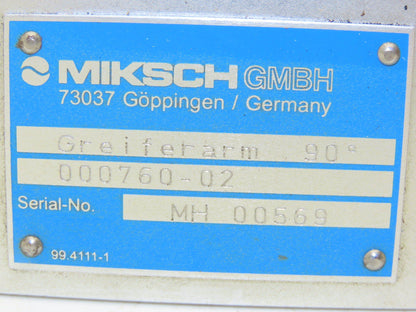 MIKSCH GMBH
73037 Göppingen / Germany
Greiferarm 90°
000760-02
Serial-No. MH 00569
99.4111-1